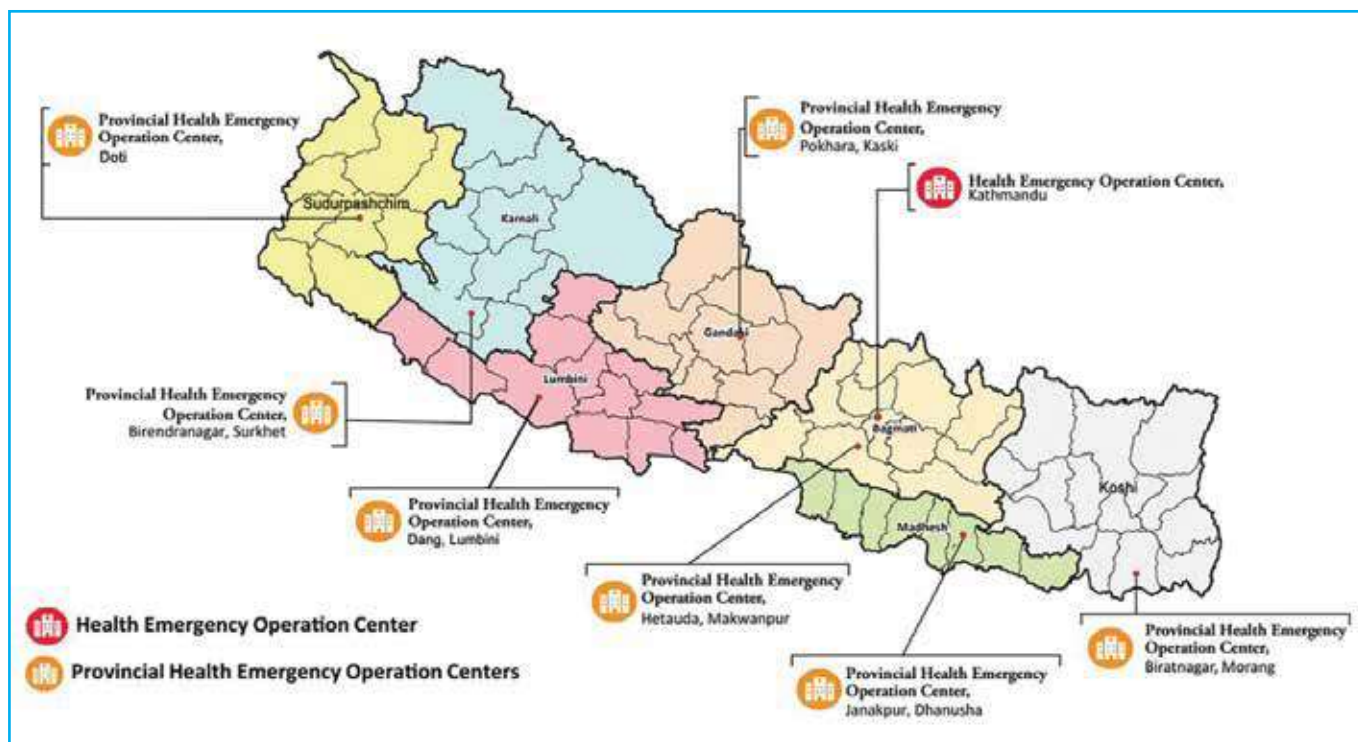 Provincial Health Emergency
Operation Center,
Doti
Provincial Health Emergency
Operation Center,
Pokhara, Kaski
Health Emergency Operation Center,
Kathmandu
Sudurpashchim
Karnali
Gandaki
Lumbini
Bagmati
Koshi
Madhesh
Provincial Health Emergency
Operation Center,
Birendranagar, Surkhet
Provincial Health Emergency
Operation Center,
Dang, Lumbini
Provincial Health Emergency
Operation Center,
Hetauda, Makwanpur
Provincial Health Emergency
Operation Center,
Biratnagar, Morang
Provincial Health Emergency
Operation Center,
Janakpur, Dhanusha
Health Emergency Operation Center
Provincial Health Emergency Operation Centers